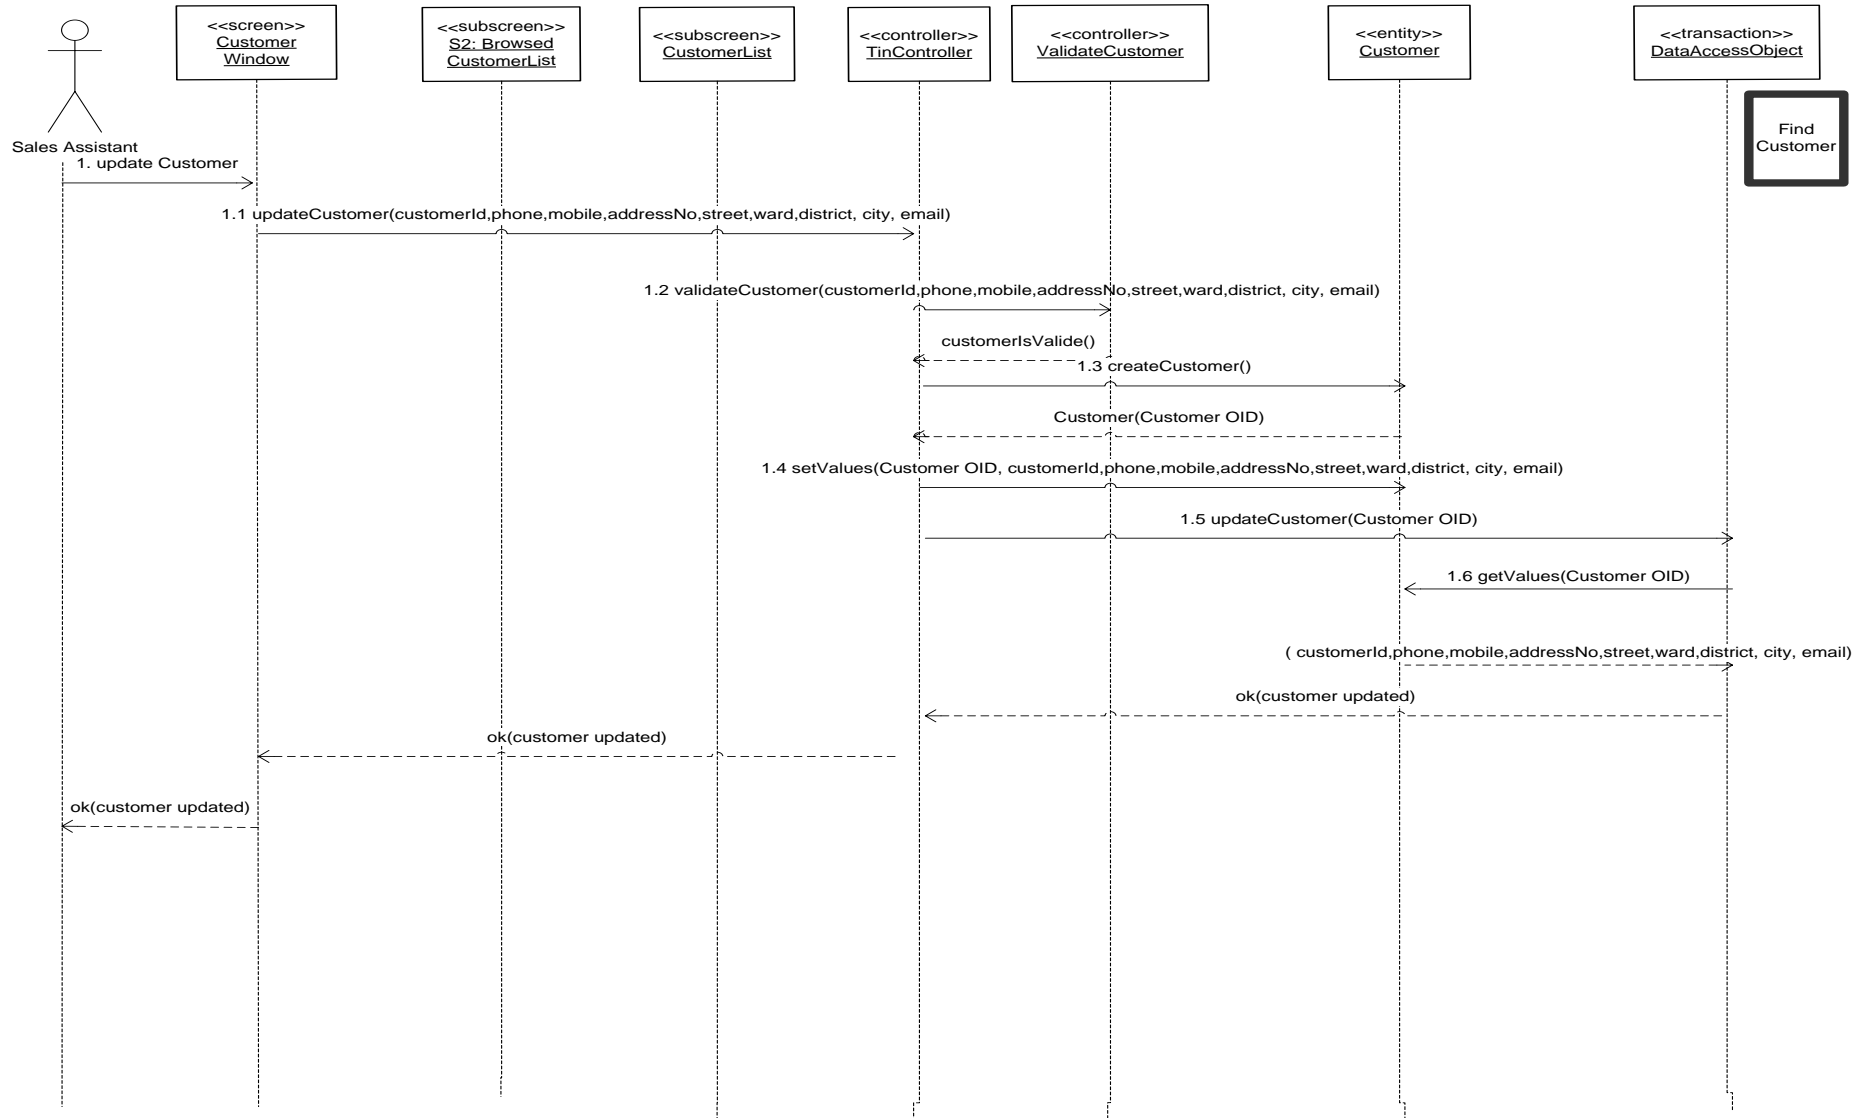 <<screen>>
Customer
Window
<<subscreen>>
S2: Browsed
CustomerList
<<subscreen>>
CustomerList
<<controller>>
TinController
<<controller>>
ValidateCustomer
<<entity>>
Customer
<<transaction>>
DataAccessObject
Find
Customer
Sales Assistant
1. update Customer
1.1 updateCustomer(customerId,phone,mobile,addressNo,street,ward,district, city, email)
1.2 validateCustomer(customerId,phone,mobile,addressNo,street,ward,district, city, email)
customerIsValide()
1.3 createCustomer()
Customer(Customer OID)
1.4 setValues(Customer OID, customerId,phone,mobile,addressNo,street,ward,district, city, email)
1.5 updateCustomer(Customer OID)
1.6 getValues(Customer OID)
( customerId,phone,mobile,addressNo,street,ward,district, city, email)
ok(customer updated)
ok(customer updated)
ok(customer updated)